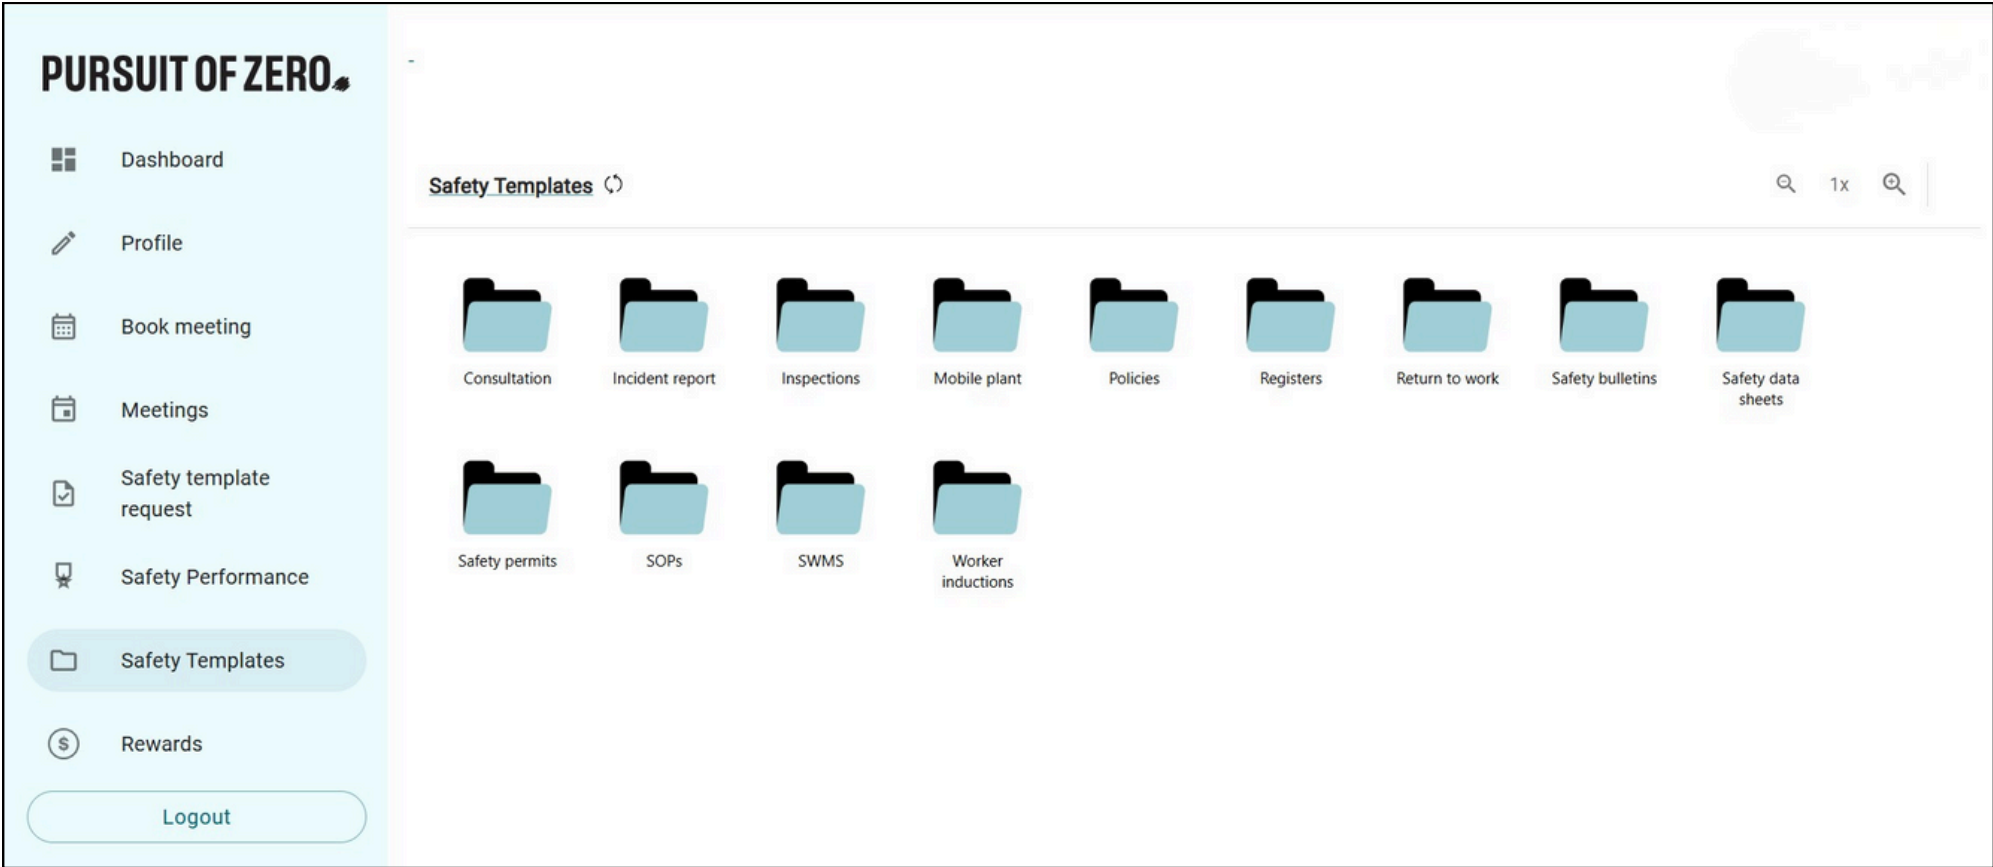 PURSUIT OF ZERO
Dashboard
Profile
Book meeting
Meetings
Safety template
request
Safety Performance
Safety Templates
Rewards
$
Logout
-
Safety Templates
1x
Consultation
Incident report
Inspections
Mobile plant
Policies
Registers
Return to work
Safety bulletins
Safety data
sheets
Safety permits
SOPs
SWMS
Worker
inductions